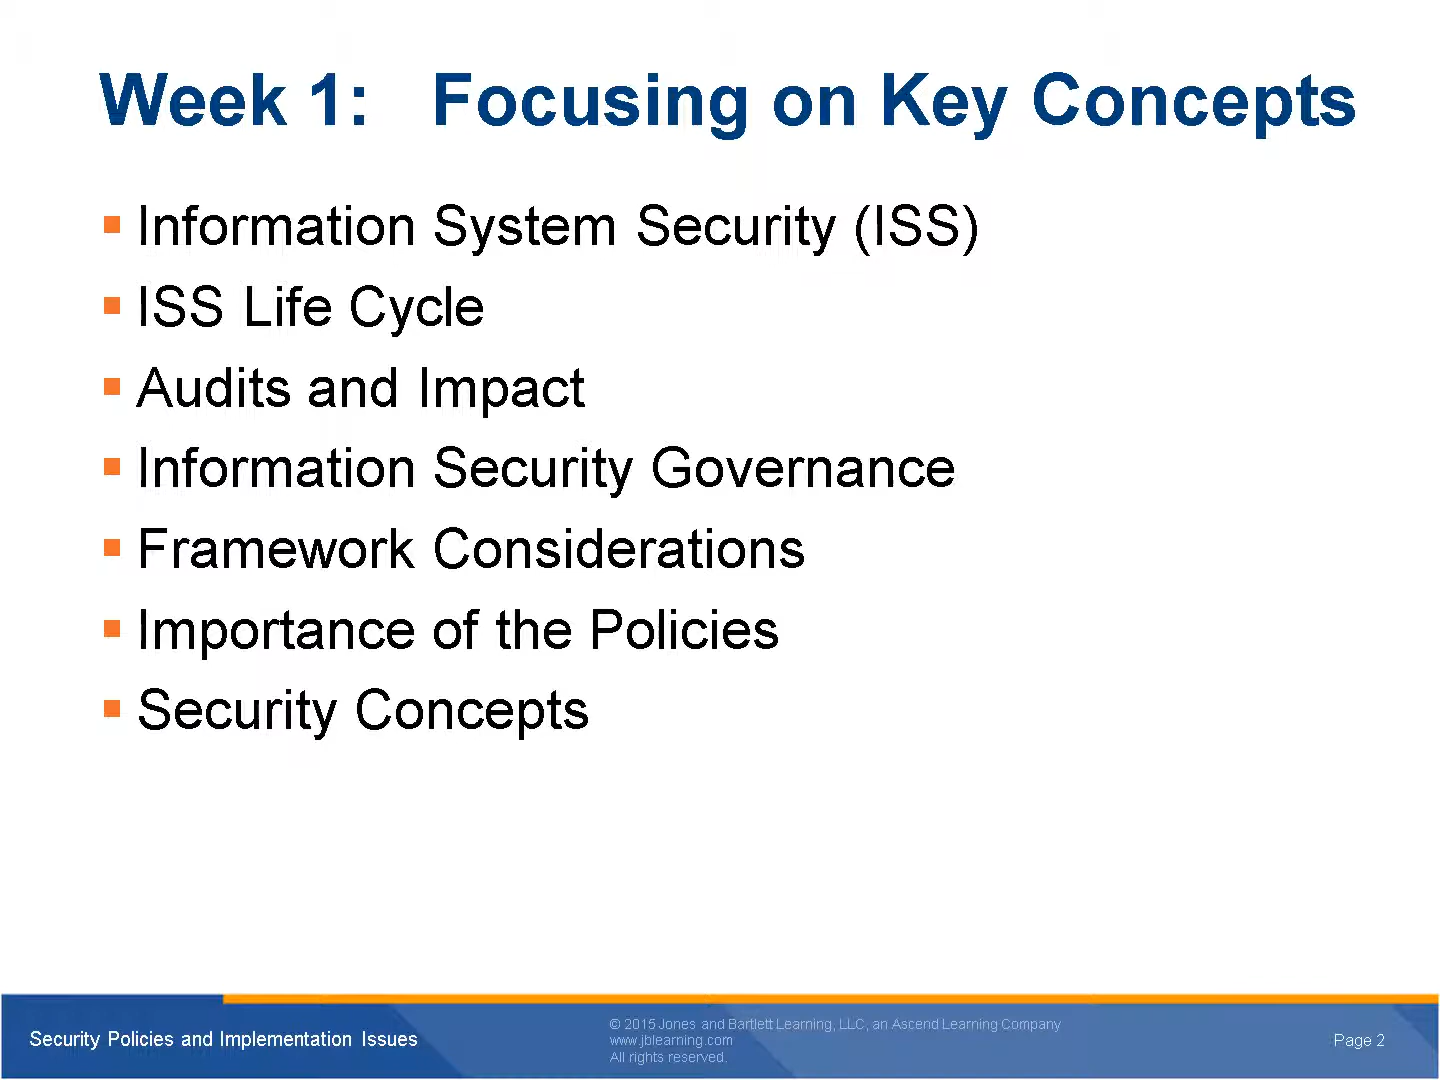 Week 1: Focusing on Key Concepts
Information System Security (ISS)
ISS Life Cycle
Audits and Impact
Information Security Governance
Framework Considerations
Importance of the Policies
Security Concepts
Security Policies and Implementation Issues
© 2015 Jones and Bartlett Learning, LLC, an Ascend Learning Company
www.jblearning.com
All rights reserved.
Page 2